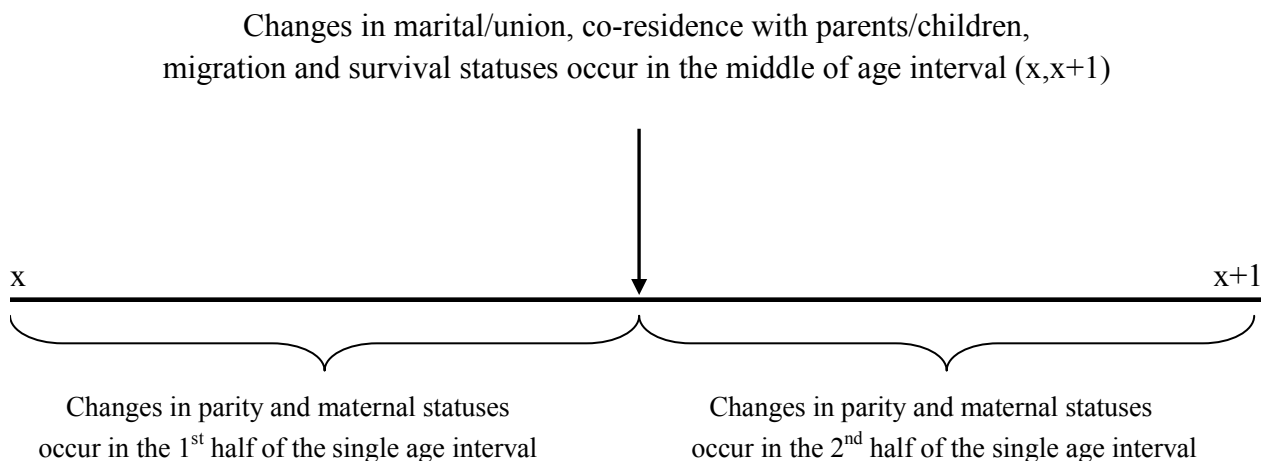 Changes in marital/union, co-residence with parents/children,
migration and survival statuses occur in the middle of age interval (x,x+1)
x
x+1
Changes in parity and maternal statuses
occur in the 1st half of the single age interval
Changes in parity and maternal statuses
occur in the 2nd half of the single age interval